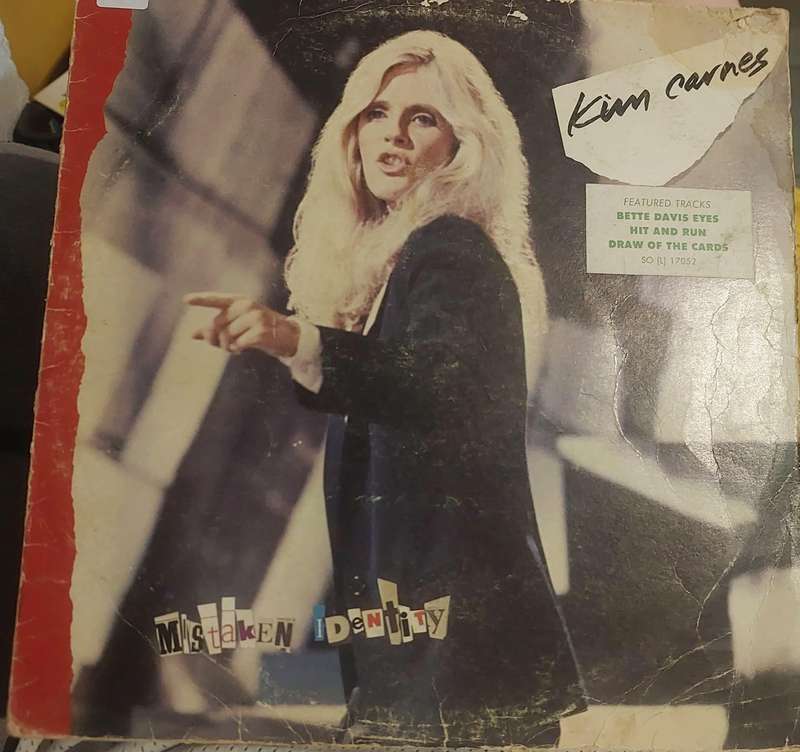 Kim Carnes
FEATURED TRACKS
BETTE DAVIS EYES
HIT AND RUN
DRAW OF THE CARDS
SO (L) 17052
MiStaKEN IDentity